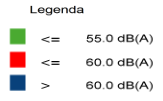 Legenda
<= 55.0 dB(A)
<= 60.0 dB(A)
> 60.0 dB(A)